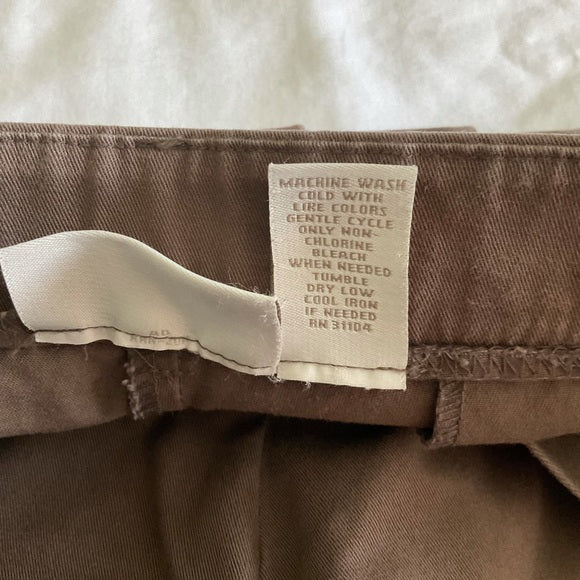 MACHINE WASH
COLD WITH
LIKE COLORS
GENTLE CYCLE
ONLY NON-
CHLORINE
BLEACH
WHEN NEEDED
TUMBLE
DRY LOW
COOL IRON
IF NEEDED
RN 31104